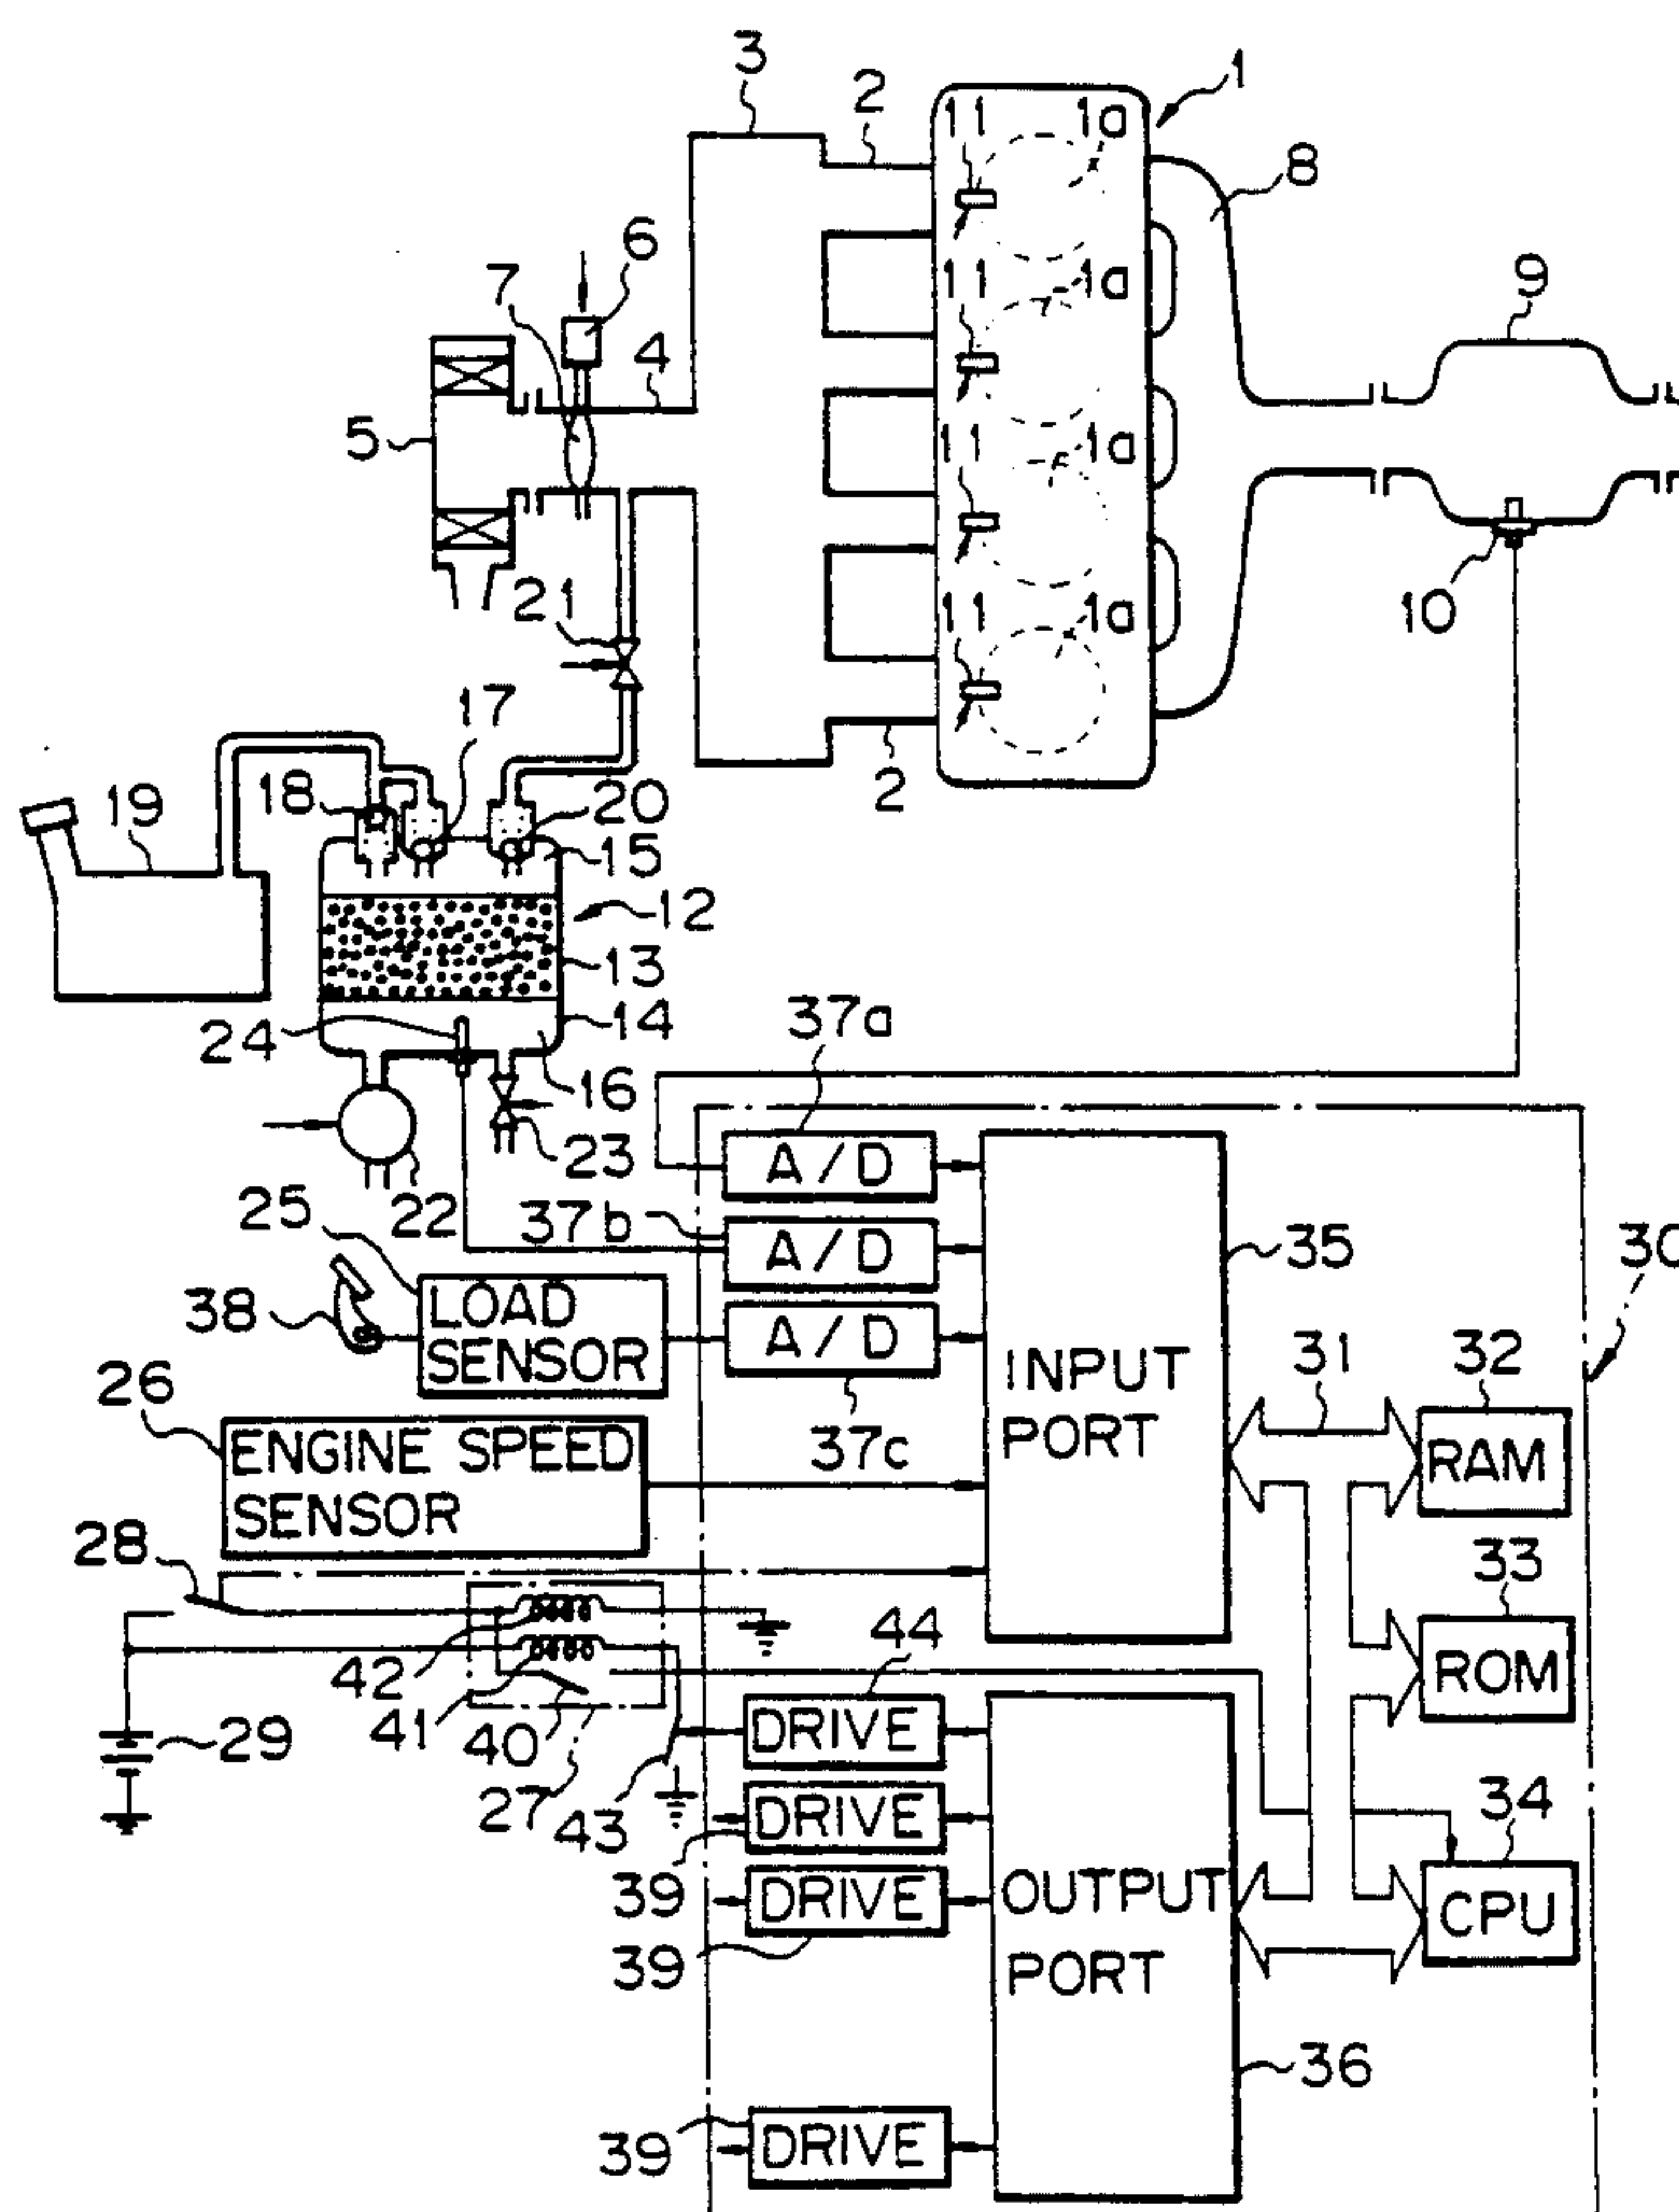 3
2
11
1a
1
8
6
7
11
1a
9
4
5
11
1a
21
11
1a
10
17
2
19
18
20
15
12
13
24
14
37a
16
23
A/D
25
22
37b
A/D
35
30
38
LOAD
SENSOR
A/D
INPUT
PORT
31
32
26
37c
RAM
ENGINE SPEED
SENSOR
28
33
44
42
ROM
41
40
29
DRIVE
27
43
34
DRIVE
39
DRIVE
OUTPUT
PORT
CPU
39
36
39
DRIVE